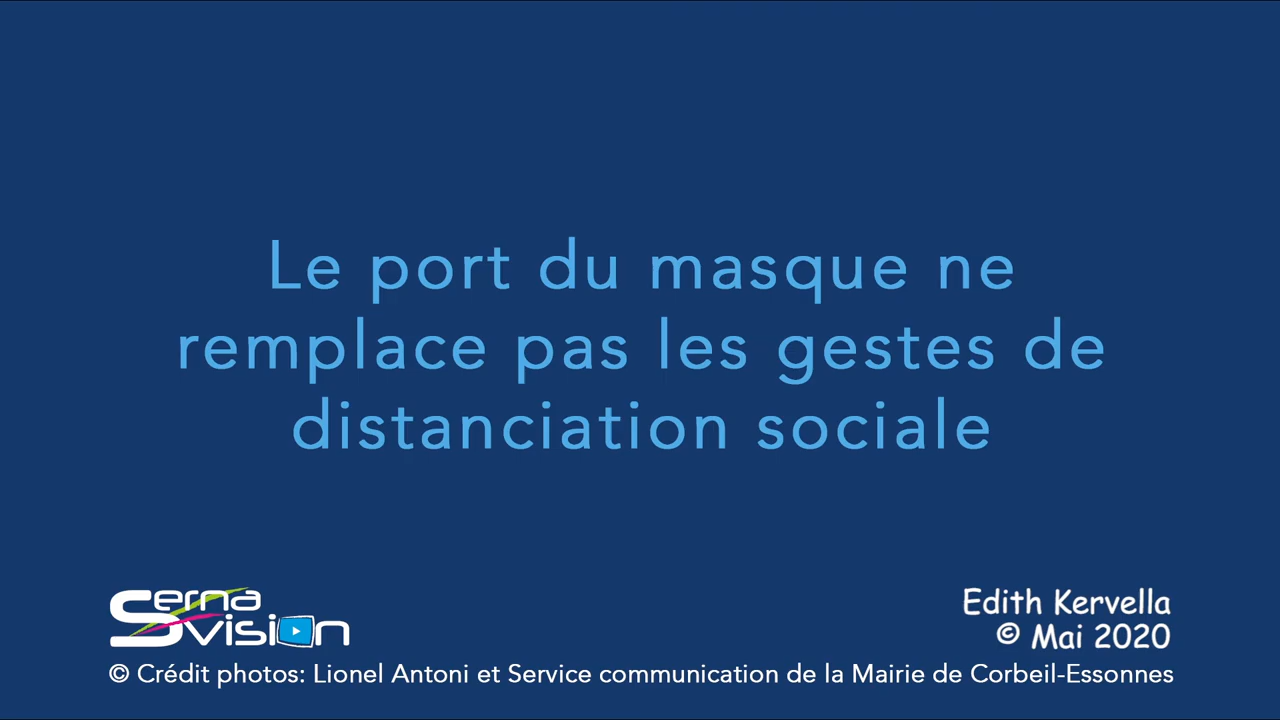 Le port du masque ne
remplace pas les gestes de
distanciation sociale
Serna
vision
Edith Kervella
© Mai 2020
© Crédit photos: Lionel Antoni et Service communication de la Mairie de Corbeil-Essonnes